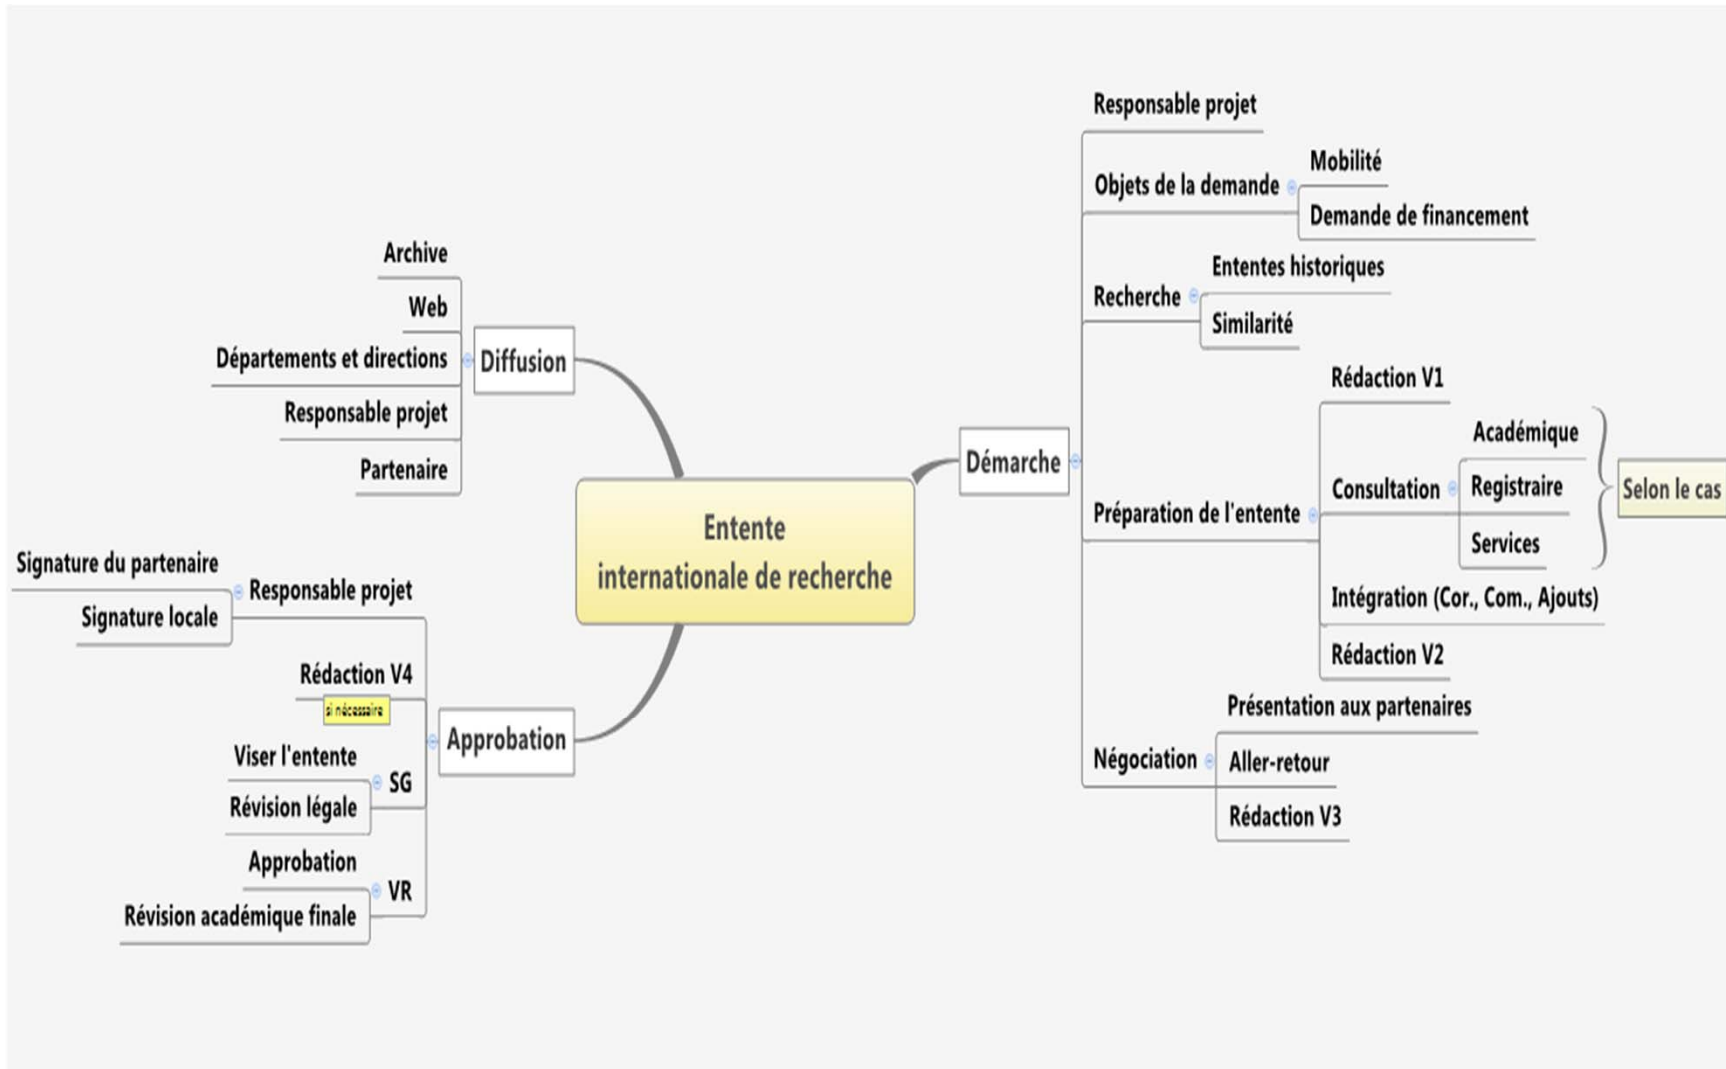 Entente
internationale de recherche
Démarche
Responsable projet
Objets de la demande
Mobilité
Demande de financement
Recherche
Ententes historiques
Similarité
Préparation de l'entente
Rédaction V1
Consultation
Académique
Registraire
Services
Selon le cas
Intégration (Cor., Com., Ajouts)
Rédaction V2
Négociation
Présentation aux partenaires
Aller-retour
Rédaction V3
Diffusion
Archive
Web
Départements et directions
Responsable projet
Partenaire
Approbation
Responsable projet
Signature du partenaire
Signature locale
Rédaction V4
si nécessaire
SG
Viser l'entente
Révision légale
VR
Approbation
Révision académique finale